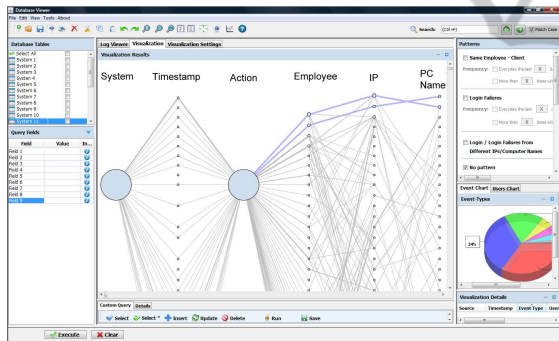 Database Viewer
File Edit View Tools About
Search: (Ctrl+F) Match Case
Database Tables
Select All
System 1
System 2
System 3
System 4
System 5
System 6
System 7
System 8
System 9
System 10
System 11
Query Fields
Field Value In...
Field 1
Field 2
Field 3
Field 4
Field 5
Field 6
Field 7
Field 8
Field 9
Execute Clear
Log Viewer Visualization Visualization Settings
Visualization Results
System Timestamp Action Employee IP PC Name
Custom Query Details
Select Select * Insert Update Delete Run Save
Patterns
Same Employee - Client
Frequency: Everyday the last X
More than X times
Login Failures
Frequency: Everyday the last X
More than X times
Login / Login Failures from
Different IPs/Computer Names
No pattern
Event Chart Users Chart
Event-Types
34%
Visualization Details
Source Timestamp Event Type User